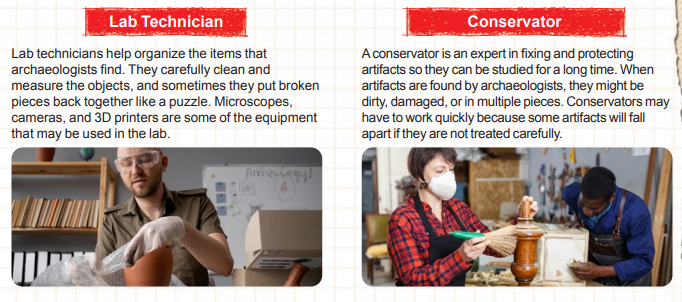 Lab Technician
Lab technicians help organize the items that
archaeologists find. They carefully clean and
measure the objects, and sometimes they put broken
pieces back together like a puzzle. Microscopes,
cameras, and 3D printers are some of the equipment
that may be used in the lab.
Archaeology!
Conservator
A conservator is an expert in fixing and protecting
artifacts so they can be studied for a long time. When
artifacts are found by archaeologists, they might be
dirty, damaged, or in multiple pieces. Conservators may
have to work quickly because some artifacts will fall
apart if they are not treated carefully.